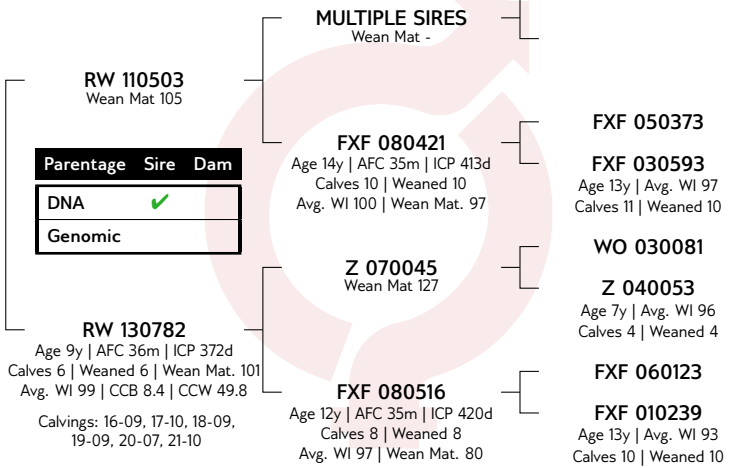 MULTIPLE SIRES
Wean Mat -
RW 110503
Wean Mat 105
FXF 080421
Age 14y | AFC 35m | ICP 413d
Calves 10 | Weaned 10
Avg. WI 100 | Wean Mat. 97
FXF 050373
FXF 030593
Age 13y | Avg. WI 97
Calves 11 | Weaned 10
Parentage Sire Dam
DNA ✔
Genomic
Z 070045
Wean Mat 127
WO 030081
Z 040053
Age 7y | Avg. WI 96
Calves 4 | Weaned 4
RW 130782
Age 9y | AFC 36m | ICP 372d
Calves 6 | Weaned 6 | Wean Mat. 101
Avg. WI 99 | CCB 8.4 | CCW 49.8
Calvings: 16-09, 17-10, 18-09,
19-09, 20-07, 21-10
FXF 080516
Age 12y | AFC 35m | ICP 420d
Calves 8 | Weaned 8
Avg. WI 97 | Wean Mat. 80
FXF 060123
FXF 010239
Age 13y | Avg. WI 93
Calves 10 | Weaned 10